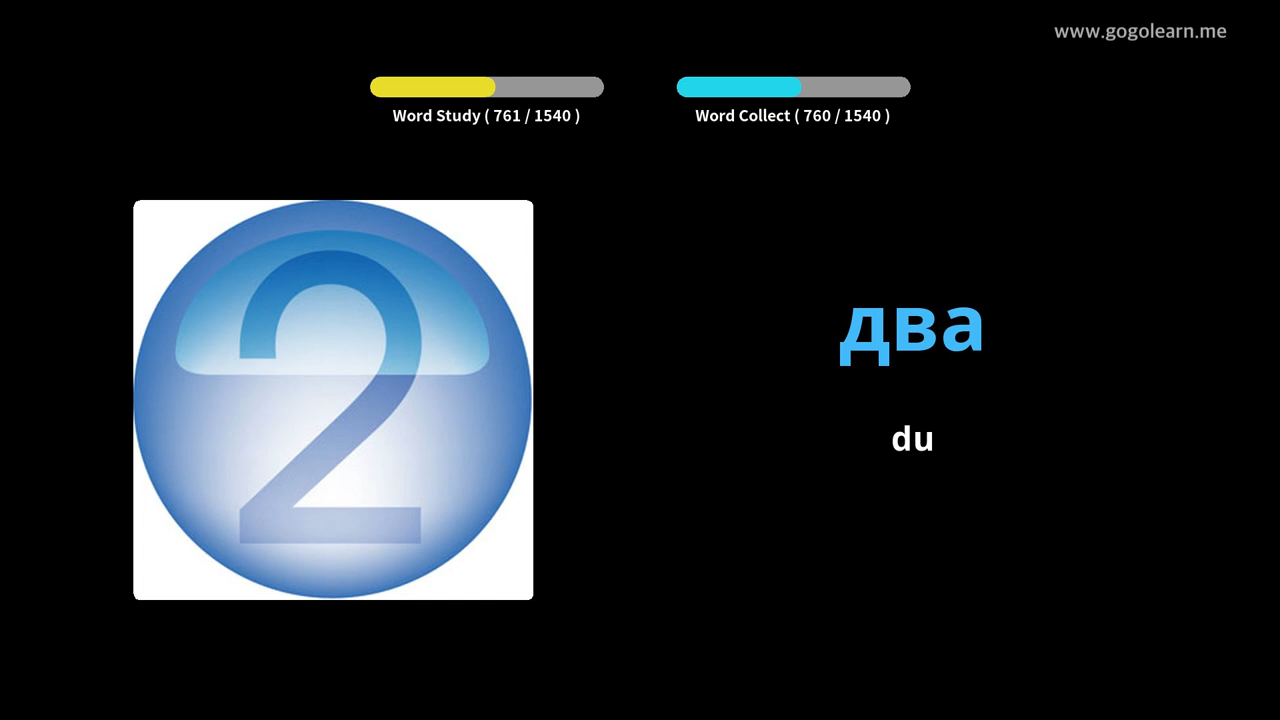 www.gogolearn.me
Word Study ( 761 / 1540 )
Word Collect ( 760 / 1540 )
2
два
du